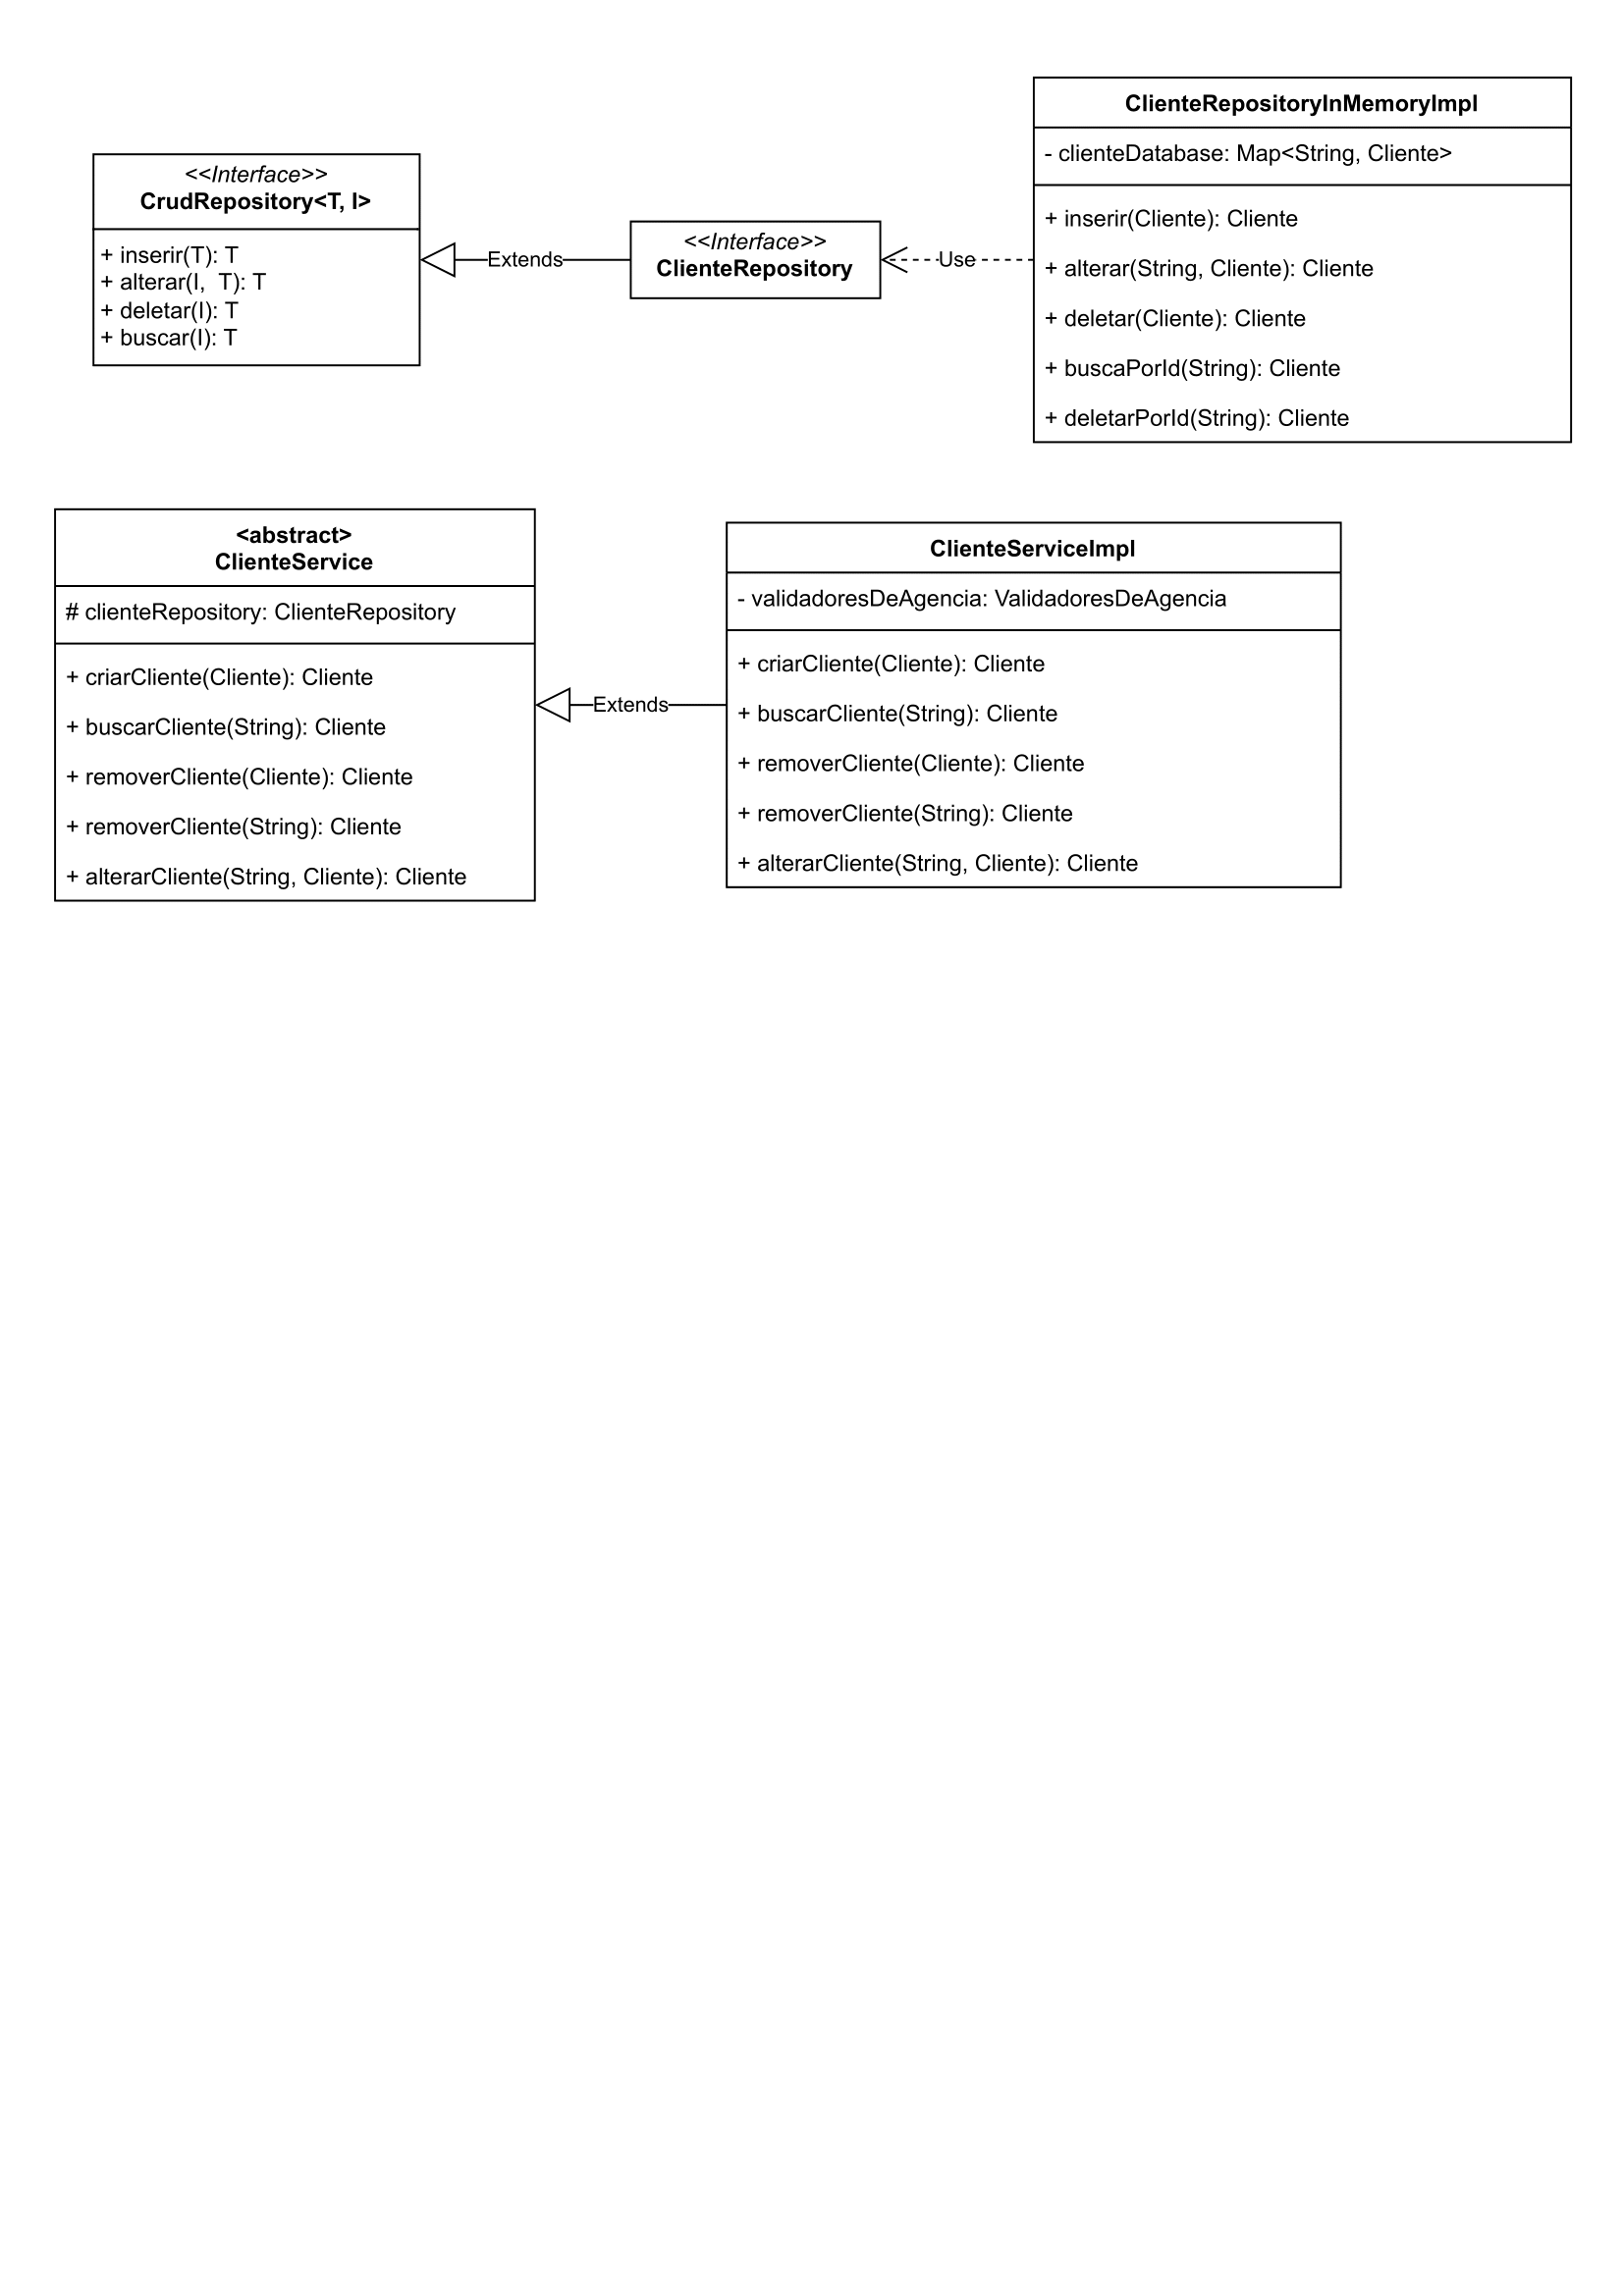 <<Interface>>
CrudRepository<T, I>
+ inserir(T): T
+ alterar(I,  T): T
+ deletar(I): T
+ buscar(I): T
Extends
<<Interface>>
ClienteRepository
Use
ClienteRepositoryInMemoryImpl
- clienteDatabase: Map<String, Cliente>
+ inserir(Cliente): Cliente
+ alterar(String, Cliente): Cliente
+ deletar(Cliente): Cliente
+ buscaPorId(String): Cliente
+ deletarPorId(String): Cliente
<abstract>
ClienteService
# clienteRepository: ClienteRepository
+ criarCliente(Cliente): Cliente
+ buscarCliente(String): Cliente
+ removerCliente(Cliente): Cliente
+ removerCliente(String): Cliente
+ alterarCliente(String, Cliente): Cliente
Extends
ClienteServiceImpl
- validadoresDeAgencia: ValidadoresDeAgencia
+ criarCliente(Cliente): Cliente
+ buscarCliente(String): Cliente
+ removerCliente(Cliente): Cliente
+ removerCliente(String): Cliente
+ alterarCliente(String, Cliente): Cliente